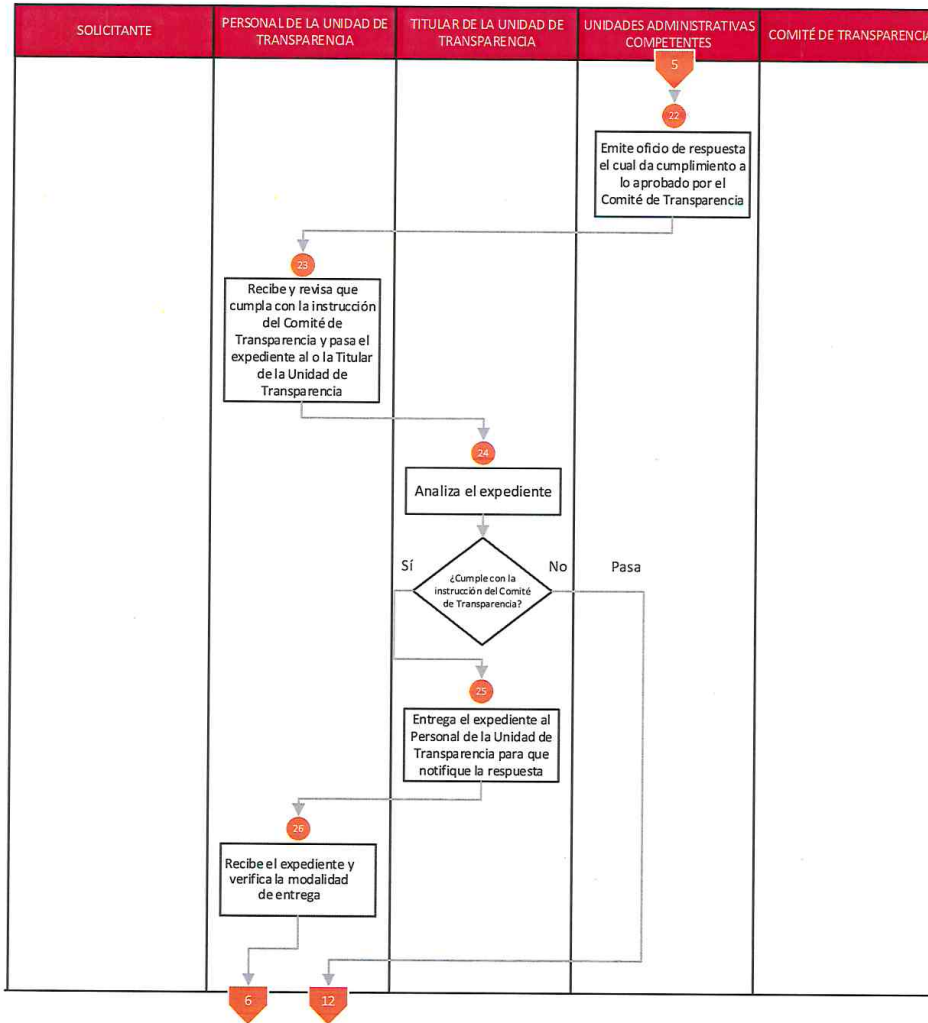 SOLICITANTE
PERSONAL DE LA UNIDAD DE
TRANSPARENCIA
TITULAR DE LA UNIDAD DE
TRANSPARENCIA
UNIDADES ADMINISTRATIVAS
COMPETENTES
COMITÉ DE TRANSPARENCIA
5
22
Emite oficio de respuesta
el cual da cumplimiento a
lo aprobado por el
Comité de Transparencia
23
Recibe y revisa que
cumpla con la instrucción
del Comité de
Transparencia y pasa el
expediente al o la Titular
de la Unidad de
Transparencia
24
Analiza el expediente
Sí
¿Cumple con la
instrucción del Comité
de Transparencia?
No
Pasa
25
Entrega el expediente al
Personal de la Unidad de
Transparencia para que
notifique la respuesta
26
Recibe el expediente y
verifica la modalidad
de entrega
6
12